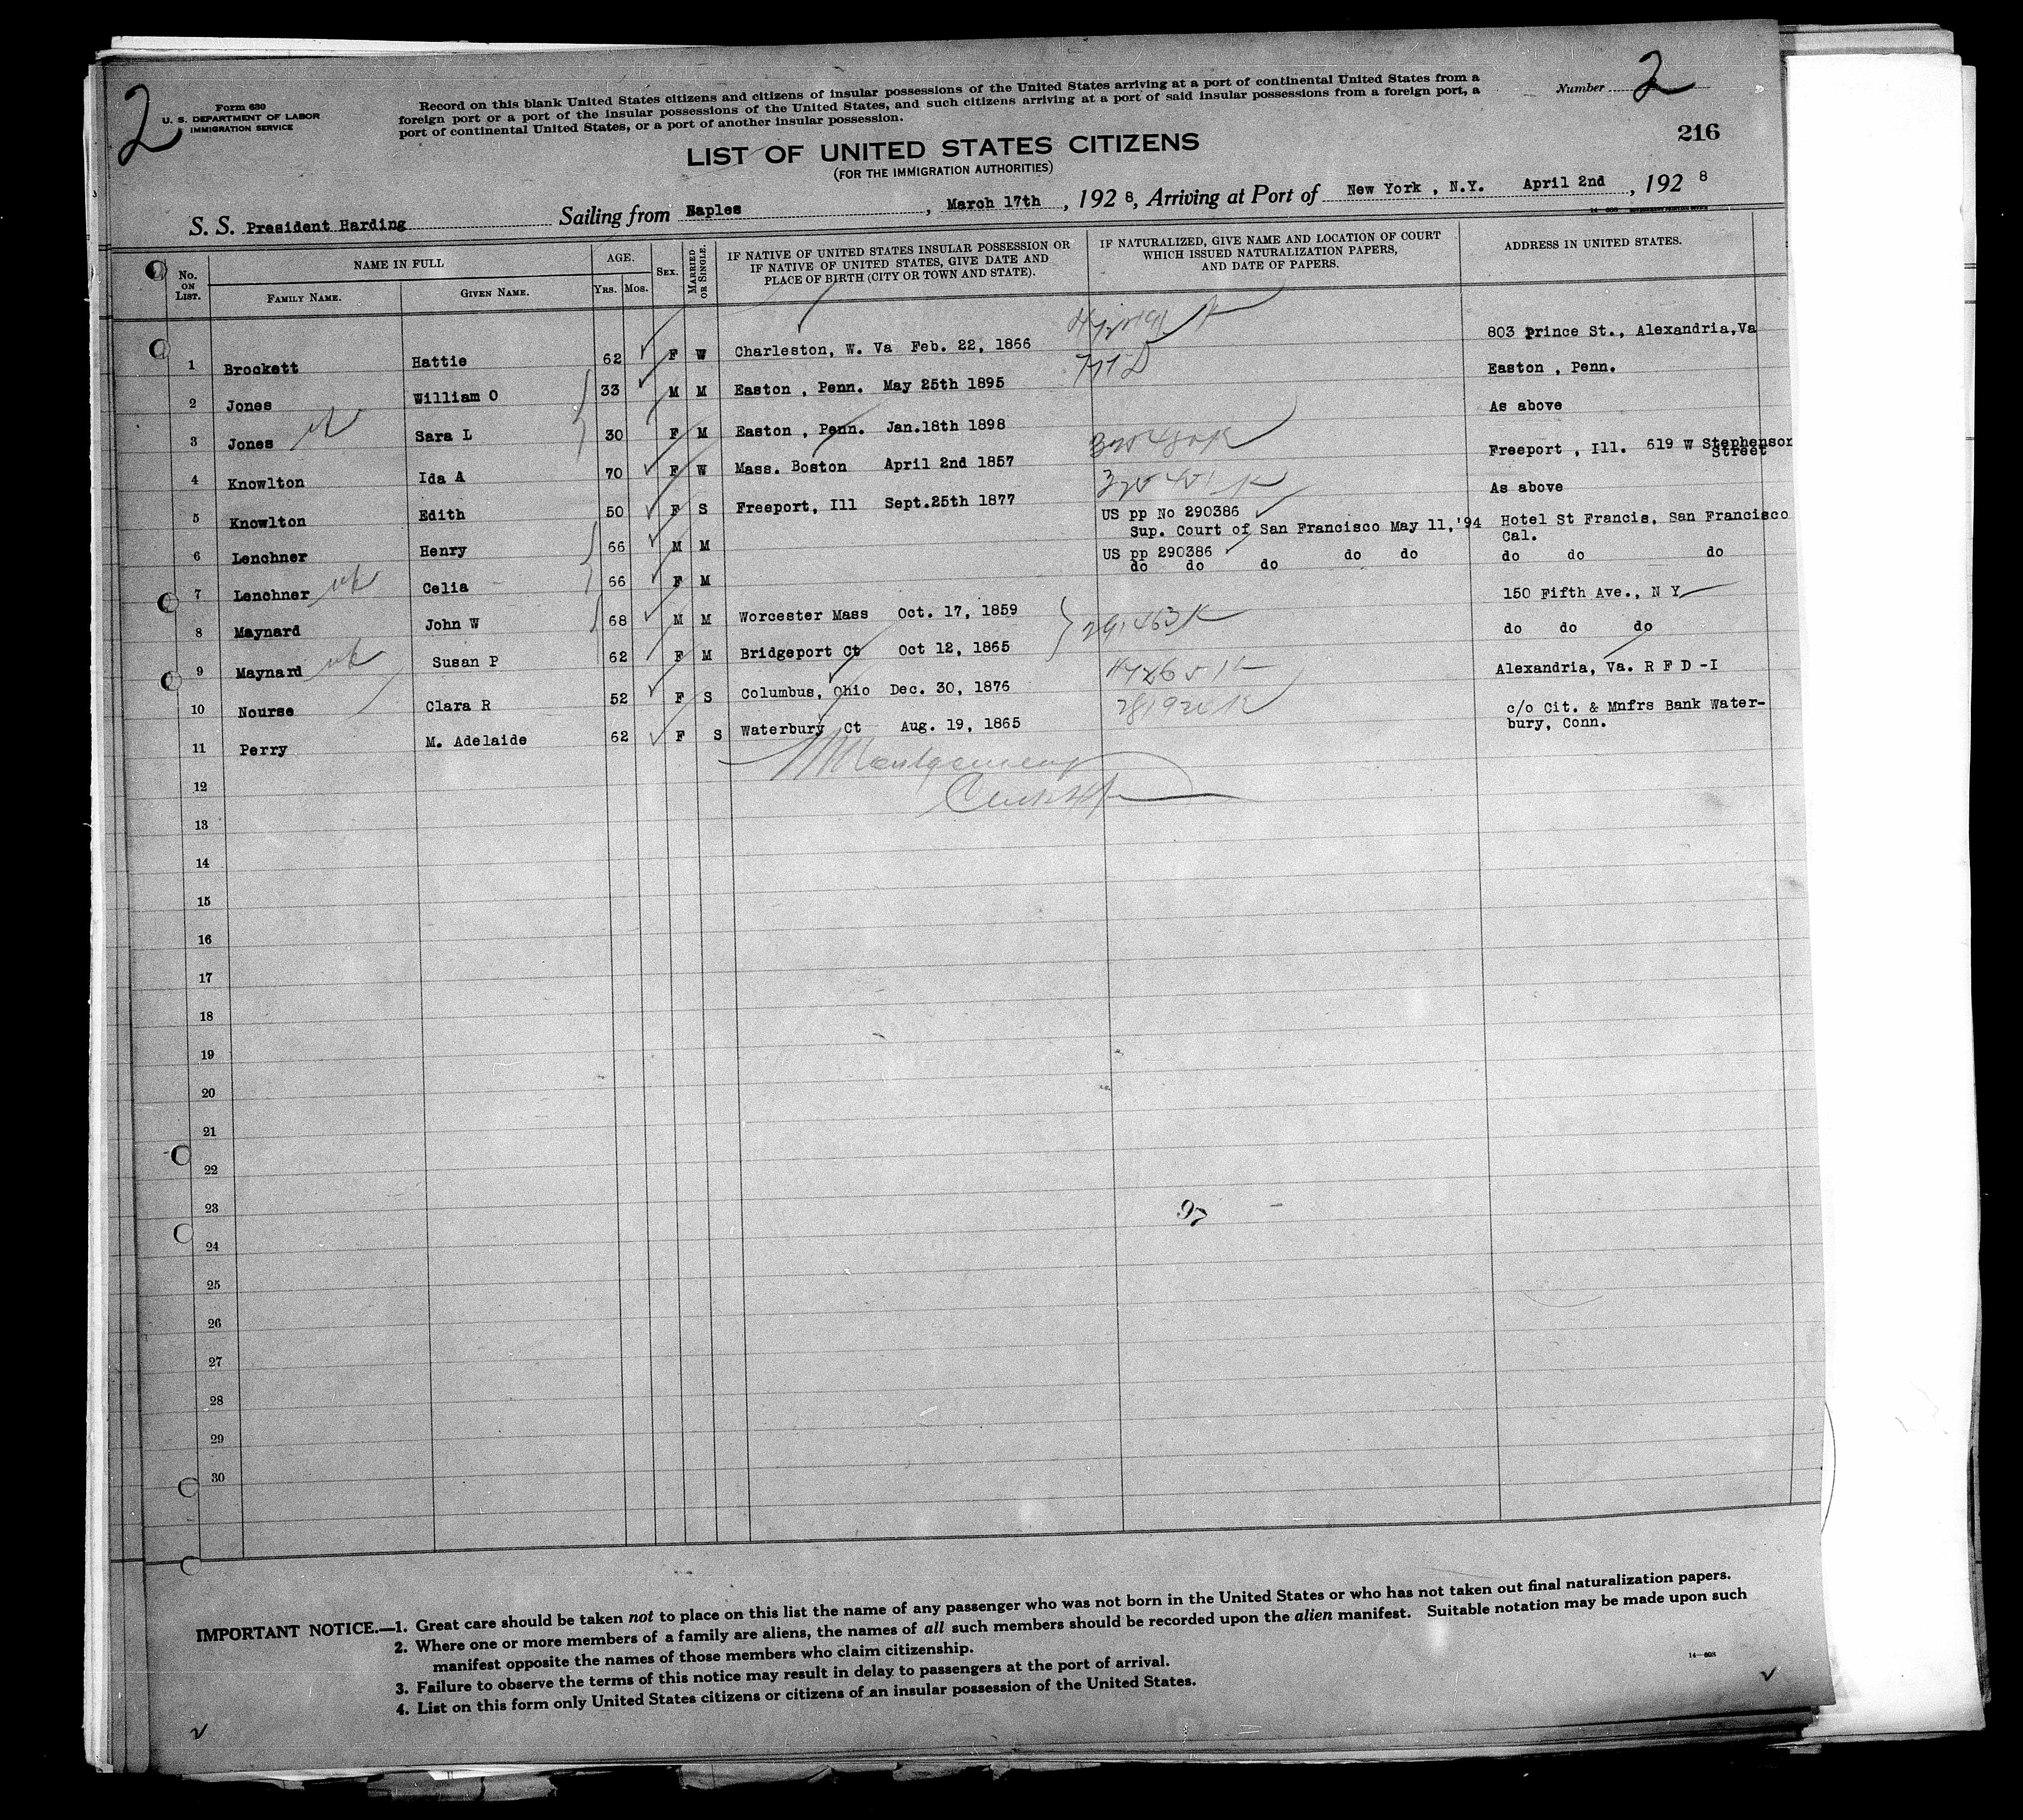 2
Form 630
U. S. DEPARTMENT OF LABOR
IMMIGRATION SERVICE
Record on this blank United States citizens and citizens of insular possessions of the United States arriving at a port of continental United States from a
foreign port or a port of the insular possessions of the United States, and such citizens arriving at a port of said insular possessions from a foreign port, a
port of continental United States, or a port of another insular possession.
Number 2
216
LIST OF UNITED STATES CITIZENS
(FOR THE IMMIGRATION AUTHORITIES)
S. S. President Harding Sailing from Naples, March 17th, 192 8, Arriving at Port of New York, N.Y. April 2nd, 192 8
No. ON LIST. NAME IN FULL FAMILY NAME. GIVEN NAME. AGE. YRS. MOS. SEX. MARRIED OR SINGLE. IF NATIVE OF UNITED STATES INSULAR POSSESSION OR IF NATIVE OF UNITED STATES, GIVE DATE AND PLACE OF BIRTH (CITY OR TOWN AND STATE). IF NATURALIZED, GIVE NAME AND LOCATION OF COURT WHICH ISSUED NATURALIZATION PAPERS, AND DATE OF PAPERS. ADDRESS IN UNITED STATES.
1 Brockett Hattie 62 F W Charleston, W. Va Feb. 22, 1866 803 Prince St., Alexandria, Va
2 Jones William O 33 M M Easton , Penn. May 25th 1895 Easton , Penn.
3 Jones Sara L 30 F M Easton , Penn. Jan.18th 1898 As above
4 Knowlton Ida A 70 F W Mass. Boston April 2nd 1857 Freeport , Ill. 619 W Stephenson Street
5 Knowlton Edith 50 F S Freeport, Ill Sept.25th 1877 As above
6 Lenchner Henry 66 M M US pp No 290386 Sup. Court of San Francisco May 11,'94 Hotel St Francis, San Francisco Cal.
7 Lenchner Celia 66 F M US pp 290386 do do do do do do do do
8 Maynard John W 68 M M Worcester Mass Oct. 17, 1859 150 Fifth Ave., N Y
9 Maynard Susan P 62 F M Bridgeport Ct Oct 12, 1865 do do do
10 Nourse Clara R 52 F S Columbus, Ohio Dec. 30, 1876 Alexandria, Va. R F D -I
11 Perry M. Adelaide 62 F S Waterbury Ct Aug. 19, 1865 c/o Cit. & Mnfrs Bank Water-bury, Conn.
12
13
14
15
16
17
18
19
20
21
22
23
24
25
26
27
28
29
30
IMPORTANT NOTICE.—1. Great care should be taken not to place on this list the name of any passenger who was not born in the United States or who has not taken out final naturalization papers.
2. Where one or more members of a family are aliens, the names of all such members should be recorded upon the alien manifest. Suitable notation may be made upon such
manifest opposite the names of those members who claim citizenship.
3. Failure to observe the terms of this notice may result in delay to passengers at the port of arrival.
4. List on this form only United States citizens or citizens of an insular possession of the United States.